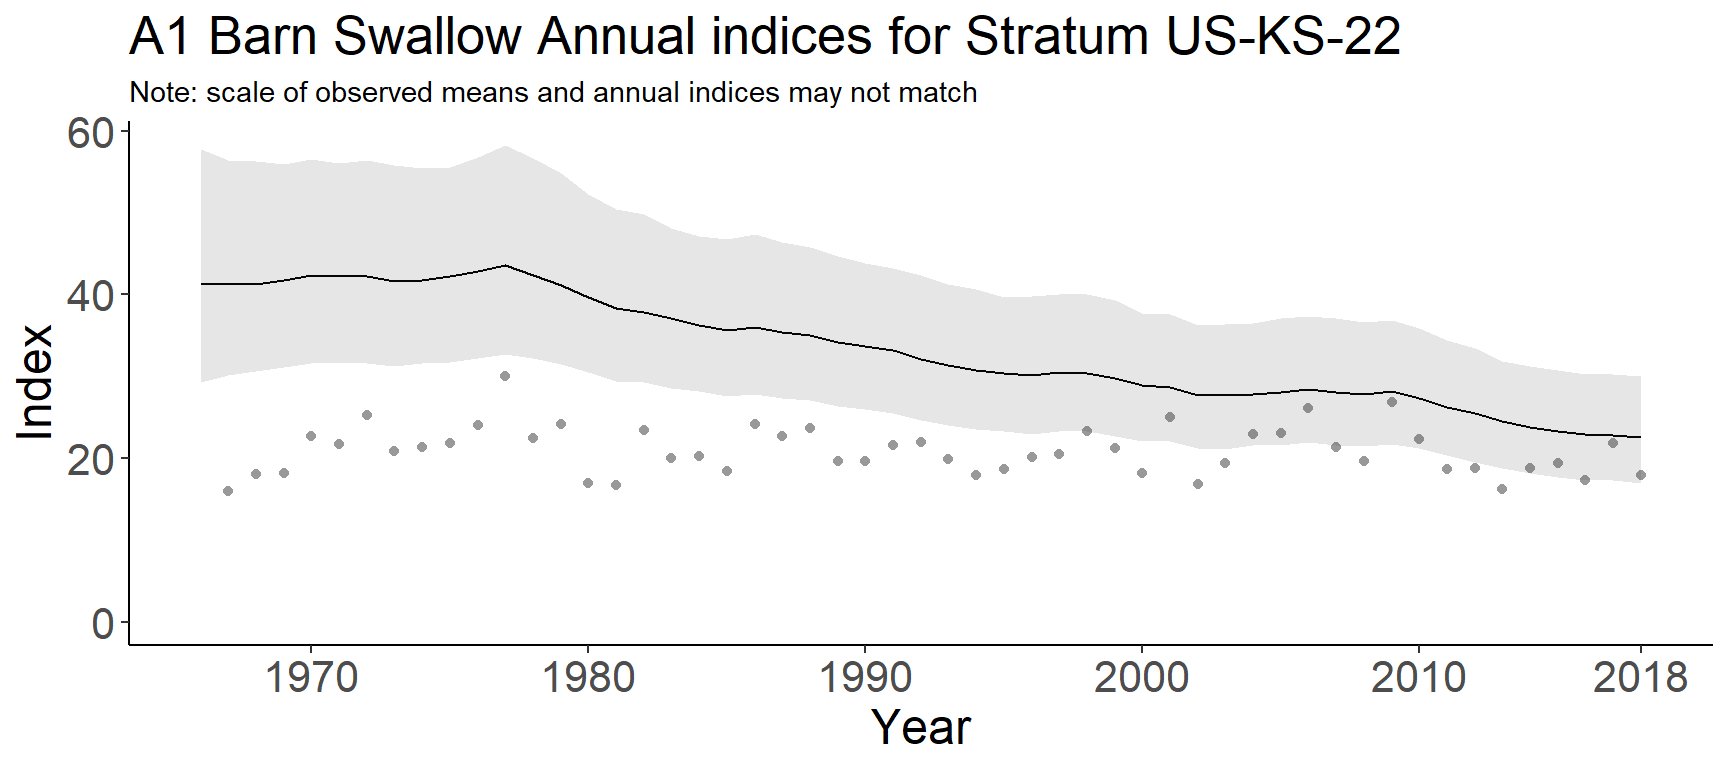 A1 Barn Swallow Annual indices for Stratum US-KS-22
Note: scale of observed means and annual indices may not match
60
40
20
0
Index
1970 1980 1990 2000 2010 2018
Year